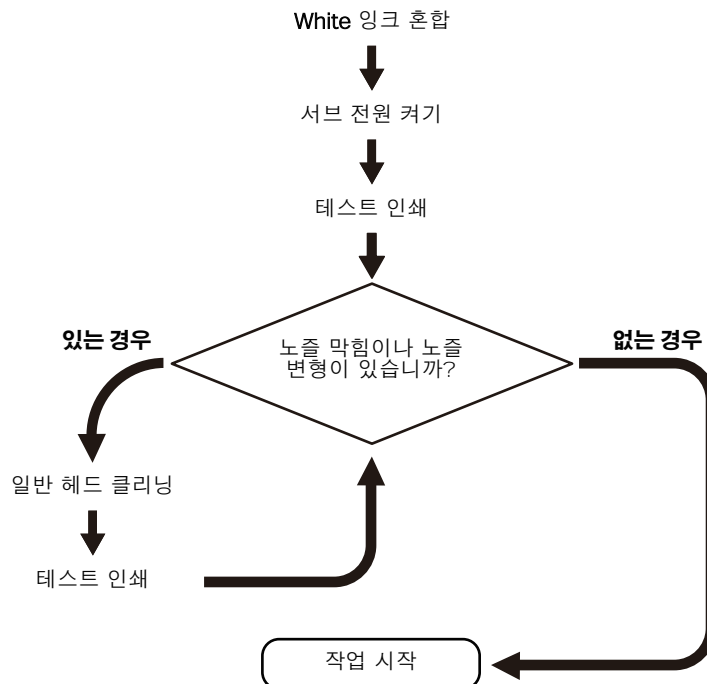 White 잉크 혼합
서브 전원 켜기
테스트 인쇄
노즐 막힘이나 노즐
변형이 있습니까?
있는 경우
없는 경우
일반 헤드 클리닝
테스트 인쇄
작업 시작